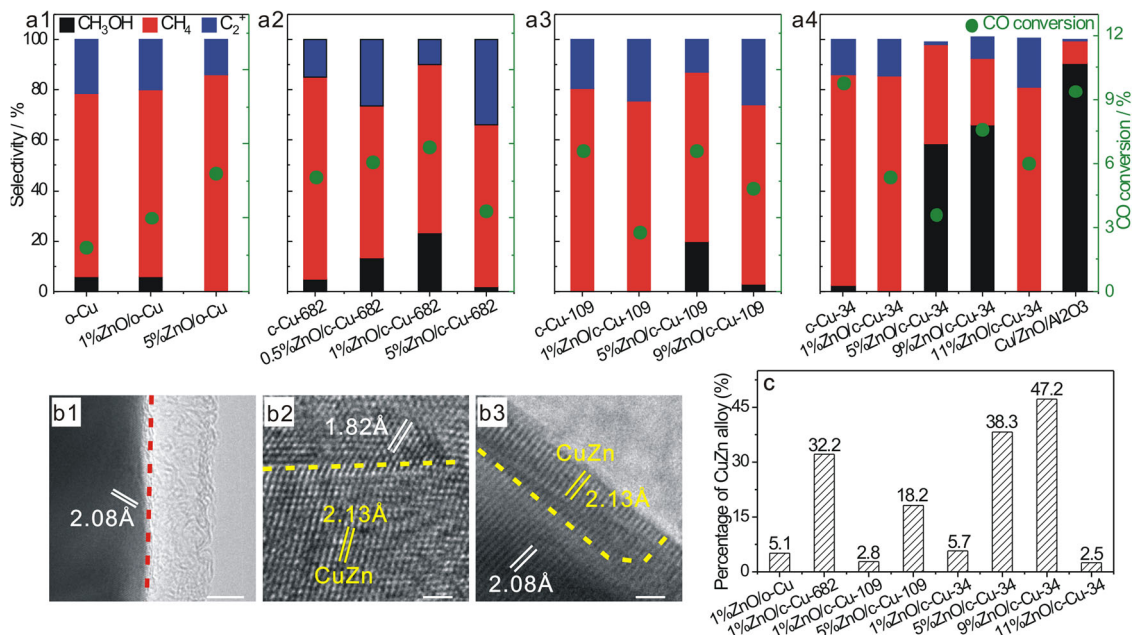 a1
CH3OH
CH4
C2+
a2
a3
a4
CO conversion
Selectivity / %
100
80
60
40
20
0
12
9
6
3
0
CO conversion / %
o-Cu
1%ZnO/o-Cu
5%ZnO/o-Cu
c-Cu-682
0.5%ZnO/c-Cu-682
1%ZnO/c-Cu-682
5%ZnO/c-Cu-682
c-Cu-109
1%ZnO/c-Cu-109
5%ZnO/c-Cu-109
9%ZnO/c-Cu-109
c-Cu-34
1%ZnO/c-Cu-34
5%ZnO/c-Cu-34
9%ZnO/c-Cu-34
11%ZnO/c-Cu-34
Cu/ZnO/Al2O3
b1
2.08Å
b2
1.82Å
2.13Å
CuZn
b3
CuZn
2.13Å
2.08Å
c
Percentage of CuZn alloy (%)
45
30
15
0
5.1
32.2
2.8
18.2
5.7
38.3
47.2
2.5
1%ZnO/o-Cu
1%ZnO/c-Cu-682
1%ZnO/c-Cu-109
5%ZnO/c-Cu-109
1%ZnO/c-Cu-34
5%ZnO/c-Cu-34
9%ZnO/c-Cu-34
11%ZnO/c-Cu-34